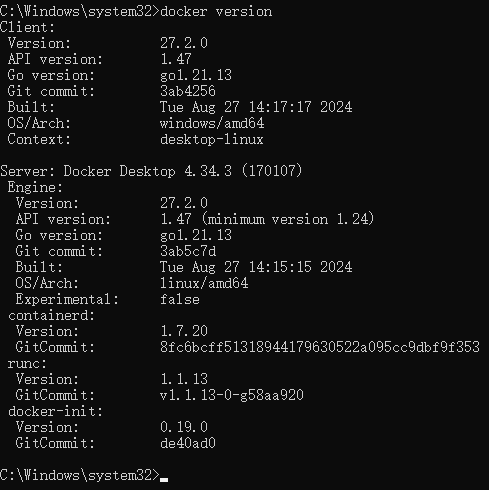 C:\Windows\system32>docker version
Client:
 Version:           27.2.0
 API version:       1.47
 Go version:        go1.21.13
 Git commit:        3ab4256
 Built:             Tue Aug 27 14:17:17 2024
 OS/Arch:           windows/amd64
 Context:           desktop-linux

Server: Docker Desktop 4.34.3 (170107)
 Engine:
  Version:          27.2.0
  API version:      1.47 (minimum version 1.24)
  Go version:       go1.21.13
  Git commit:       3ab5c7d
  Built:            Tue Aug 27 14:15:15 2024
  OS/Arch:          linux/amd64
  Experimental:     false
 containerd:
  Version:          1.7.20
  GitCommit:        8fc6bcff51318944179630522a095cc9dbf9f353
 runc:
  Version:          1.1.13
  GitCommit:        v1.1.13-0-g58aa920
 docker-init:
  Version:          0.19.0
  GitCommit:        de40ad0

C:\Windows\system32>